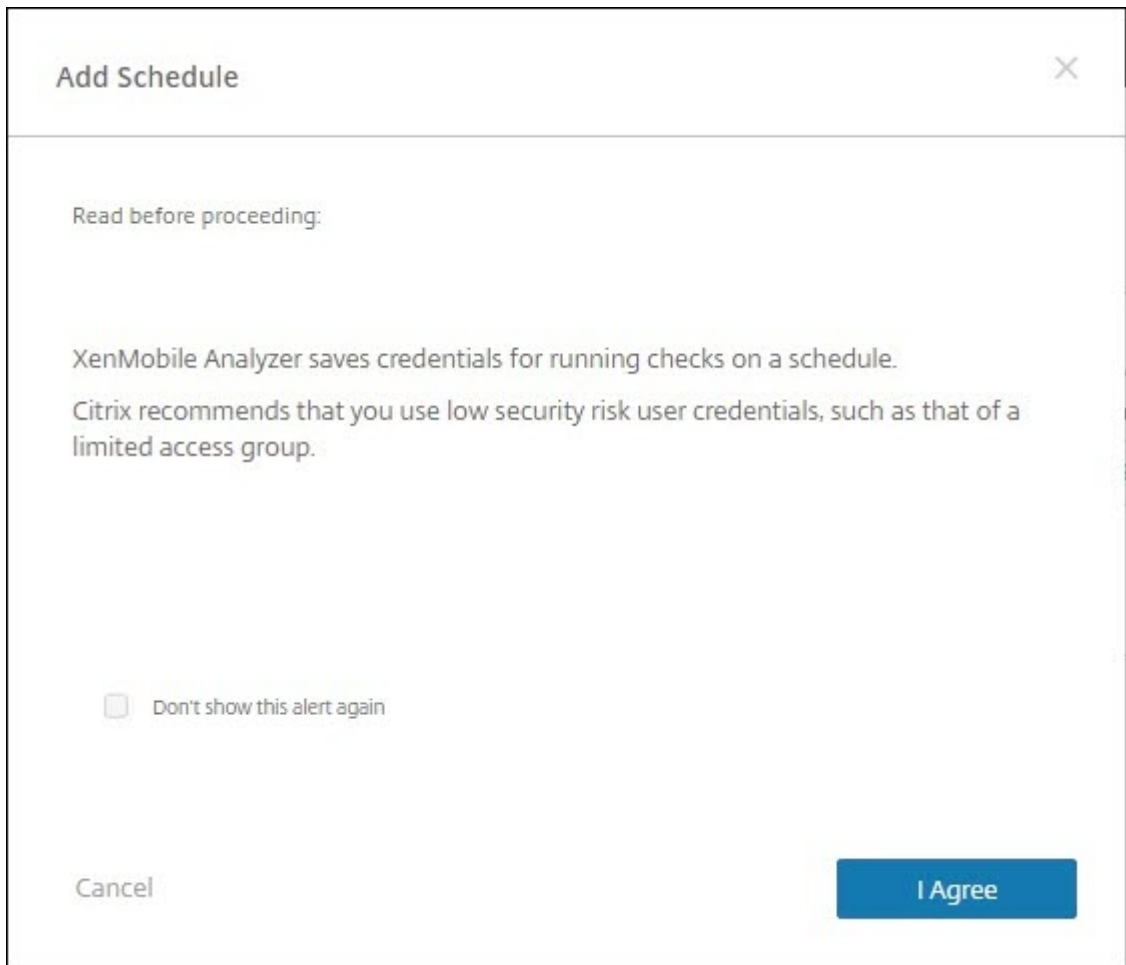 Add Schedule
Read before proceeding:
XenMobile Analyzer saves credentials for running checks on a schedule.
Citrix recommends that you use low security risk user credentials, such as that of a
limited access group.
Don't show this alert again
Cancel
I Agree